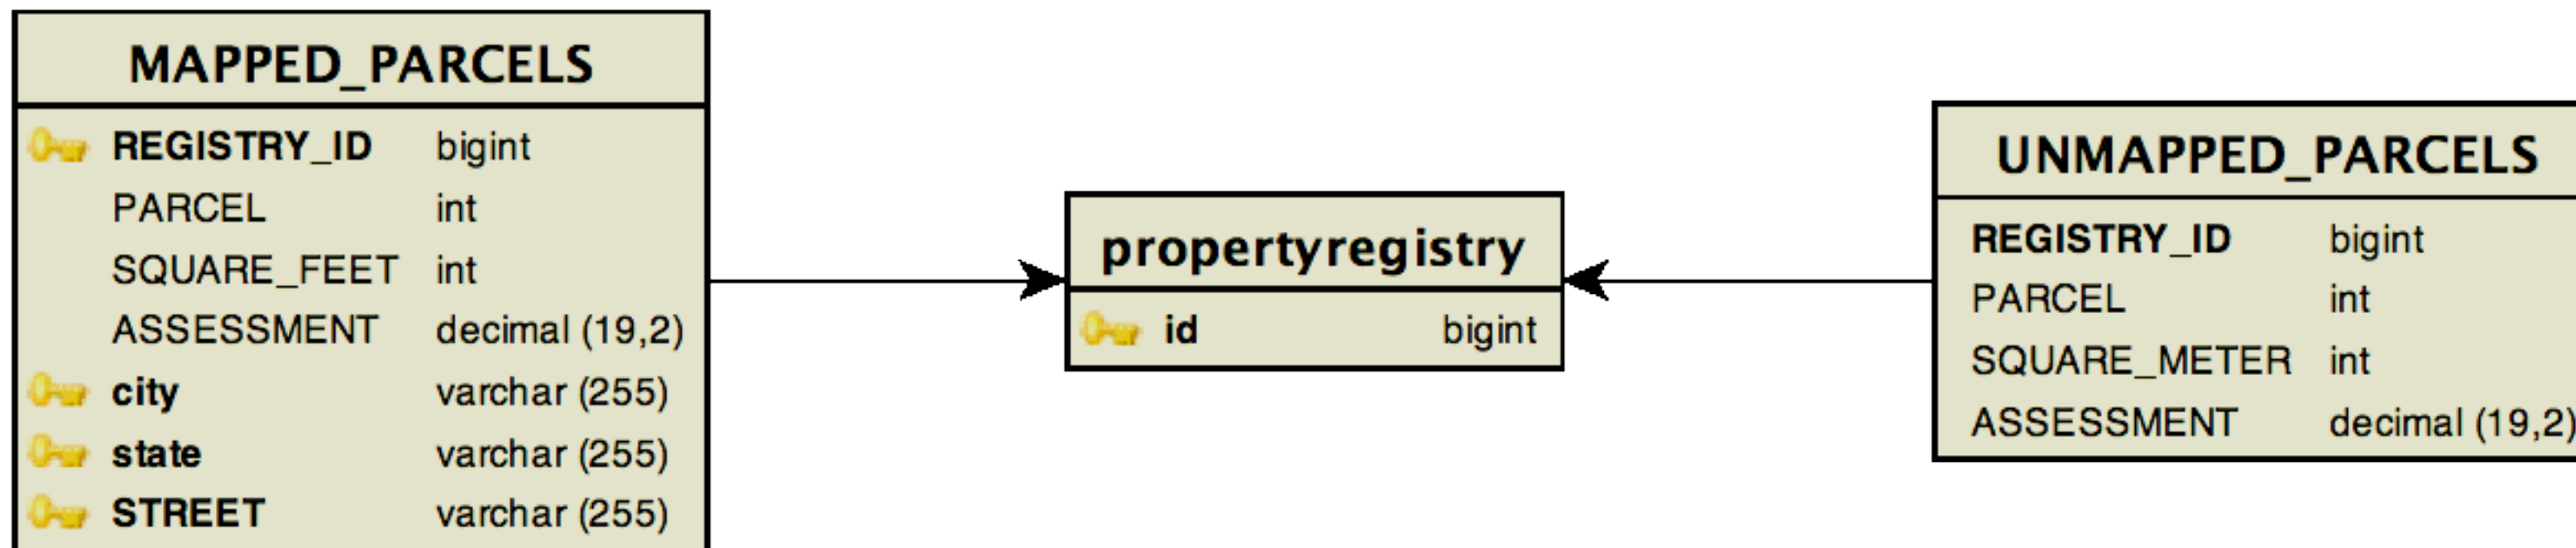 MAPPED_PARCELS
REGISTRY_ID bigint
PARCEL int
SQUARE_FEET int
ASSESSMENT decimal (19,2)
city varchar (255)
state varchar (255)
STREET varchar (255)
propertyregistry
id bigint
UNMAPPED_PARCELS
REGISTRY_ID bigint
PARCEL int
SQUARE_METER int
ASSESSMENT decimal (19,2)